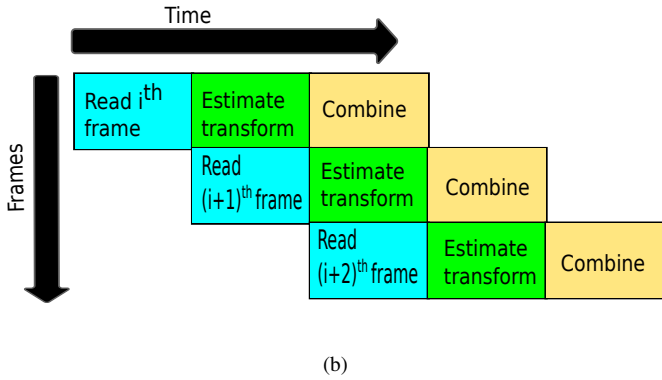 Time
Frames
Read i^th
frame
Estimate
transform
Combine
Read
(i+1)^th frame
Estimate
transform
Combine
Read
(i+2)^th frame
Estimate
transform
Combine
(b)